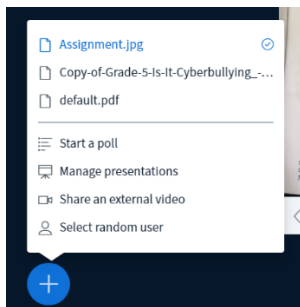 Assignment.jpg
Copy-of-Grade-5-Is-It-Cyberbullying_-...
default.pdf
Start a poll
Manage presentations
Share an external video
Select random user